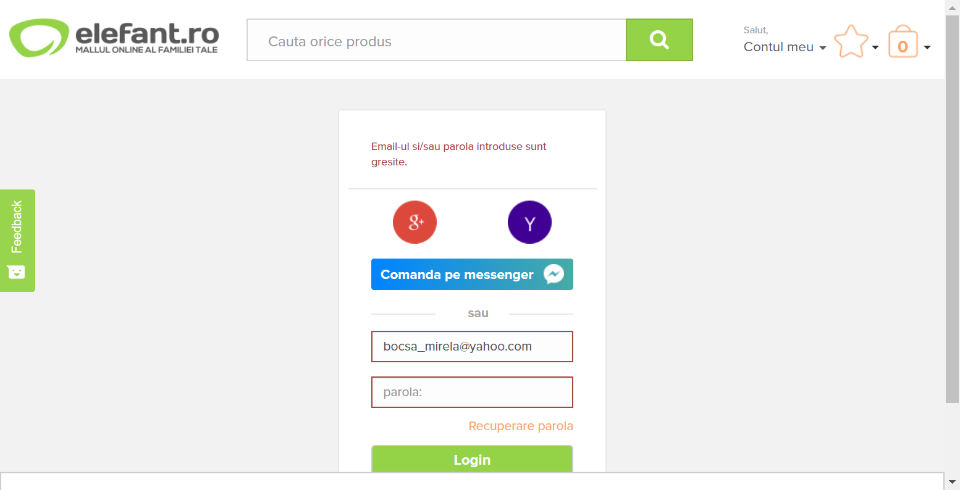 elefant.ro
MALLUL ONLINE AL FAMILIEI TALE
Cauta orice produs
Salut,
Contul meu
0
Email-ul si/sau parola introduse sunt
gresite.
Feedback
g+
Y
Comanda pe messenger
sau
bocsa_mirela@yahoo.com
parola:
Recuperare parola
Login